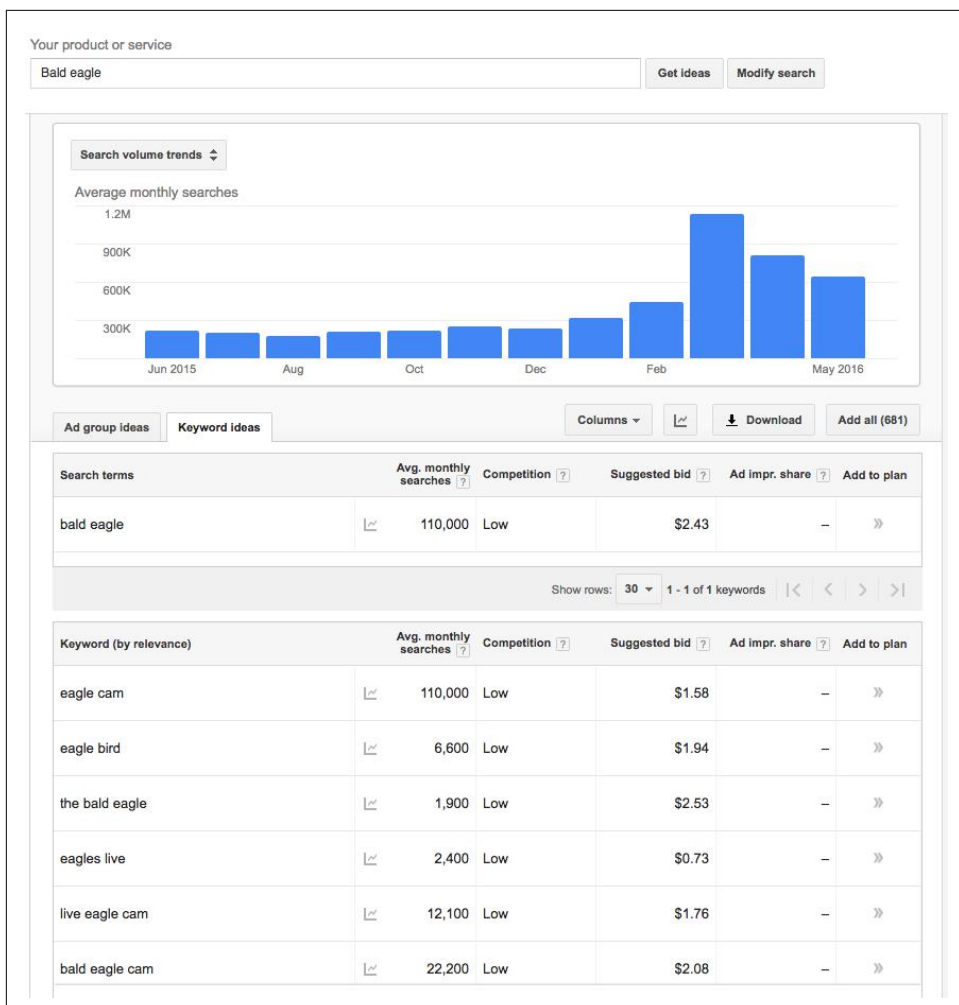 Your product or service
Bald eagle Get ideas Modify search
Search volume trends
Average monthly searches
1.2M
900K
600K
300K
Jun 2015 Aug Oct Dec Feb May 2016
Ad group ideas Keyword ideas Columns Download Add all (681)
Search terms Avg. monthly searches ? Competition ? Suggested bid ? Ad impr. share ? Add to plan
bald eagle 110,000 Low $2.43 – »
Show rows: 30 1 - 1 of 1 keywords
Keyword (by relevance) Avg. monthly searches ? Competition ? Suggested bid ? Ad impr. share ? Add to plan
eagle cam 110,000 Low $1.58 – »
eagle bird 6,600 Low $1.94 – »
the bald eagle 1,900 Low $2.53 – »
eagles live 2,400 Low $0.73 – »
live eagle cam 12,100 Low $1.76 – »
bald eagle cam 22,200 Low $2.08 – »